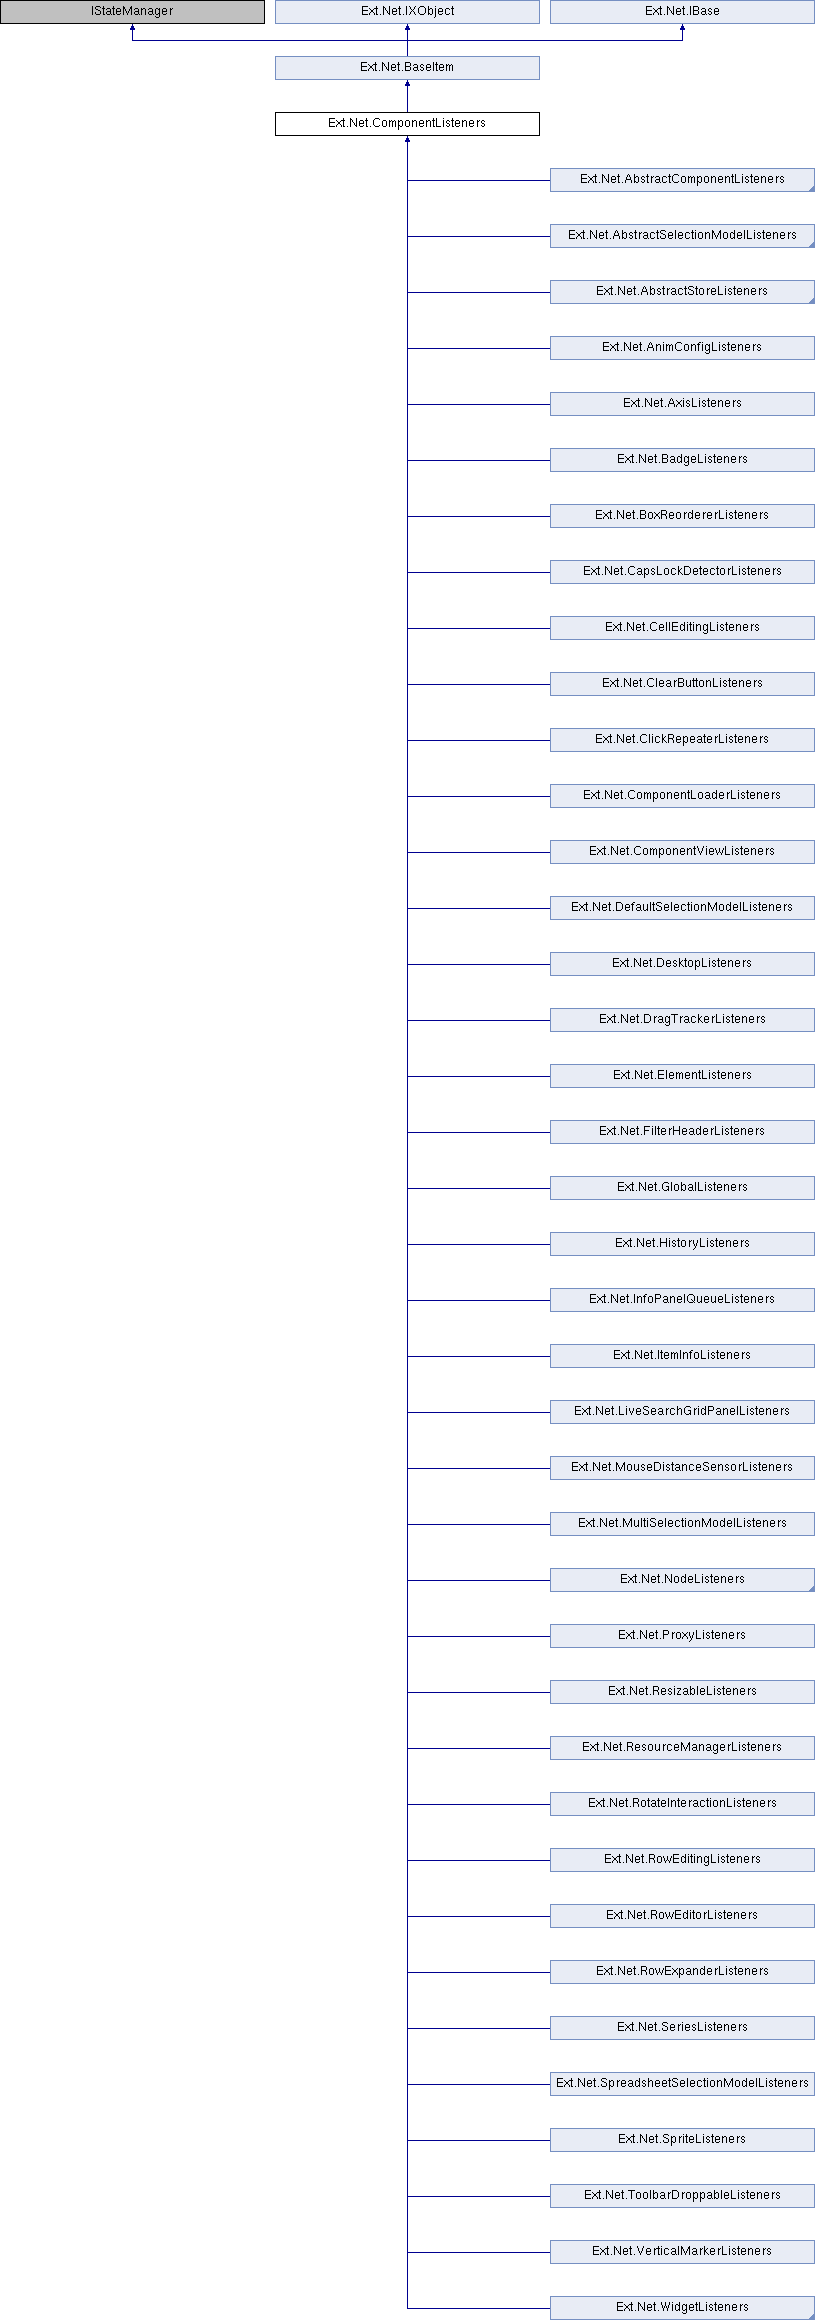 IStateManager
Ext.Net.IXObject
Ext.Net.IBase
Ext.Net.BaseItem
Ext.Net.ComponentListeners
Ext.Net.AbstractComponentListeners
Ext.Net.AbstractSelectionModelListeners
Ext.Net.AbstractStoreListeners
Ext.Net.AnimConfigListeners
Ext.Net.AxisListeners
Ext.Net.BadgeListeners
Ext.Net.BoxReordererListeners
Ext.Net.CapsLockDetectorListeners
Ext.Net.CellEditingListeners
Ext.Net.ClearButtonListeners
Ext.Net.ClickRepeaterListeners
Ext.Net.ComponentLoaderListeners
Ext.Net.ComponentViewListeners
Ext.Net.DefaultSelectionModelListeners
Ext.Net.DesktopListeners
Ext.Net.DragTrackerListeners
Ext.Net.ElementListeners
Ext.Net.FilterHeaderListeners
Ext.Net.GlobalListeners
Ext.Net.HistoryListeners
Ext.Net.InfoPanelQueueListeners
Ext.Net.ItemInfoListeners
Ext.Net.LiveSearchGridPanelListeners
Ext.Net.MouseDistanceSensorListeners
Ext.Net.MultiSelectionModelListeners
Ext.Net.NodeListeners
Ext.Net.ProxyListeners
Ext.Net.ResizableListeners
Ext.Net.ResourceManagerListeners
Ext.Net.RotateInteractionListeners
Ext.Net.RowEditingListeners
Ext.Net.RowEditorListeners
Ext.Net.RowExpanderListeners
Ext.Net.SeriesListeners
Ext.Net.SpreadsheetSelectionModelListeners
Ext.Net.SpriteListeners
Ext.Net.ToolbarDroppableListeners
Ext.Net.VerticalMarkerListeners
Ext.Net.WidgetListeners